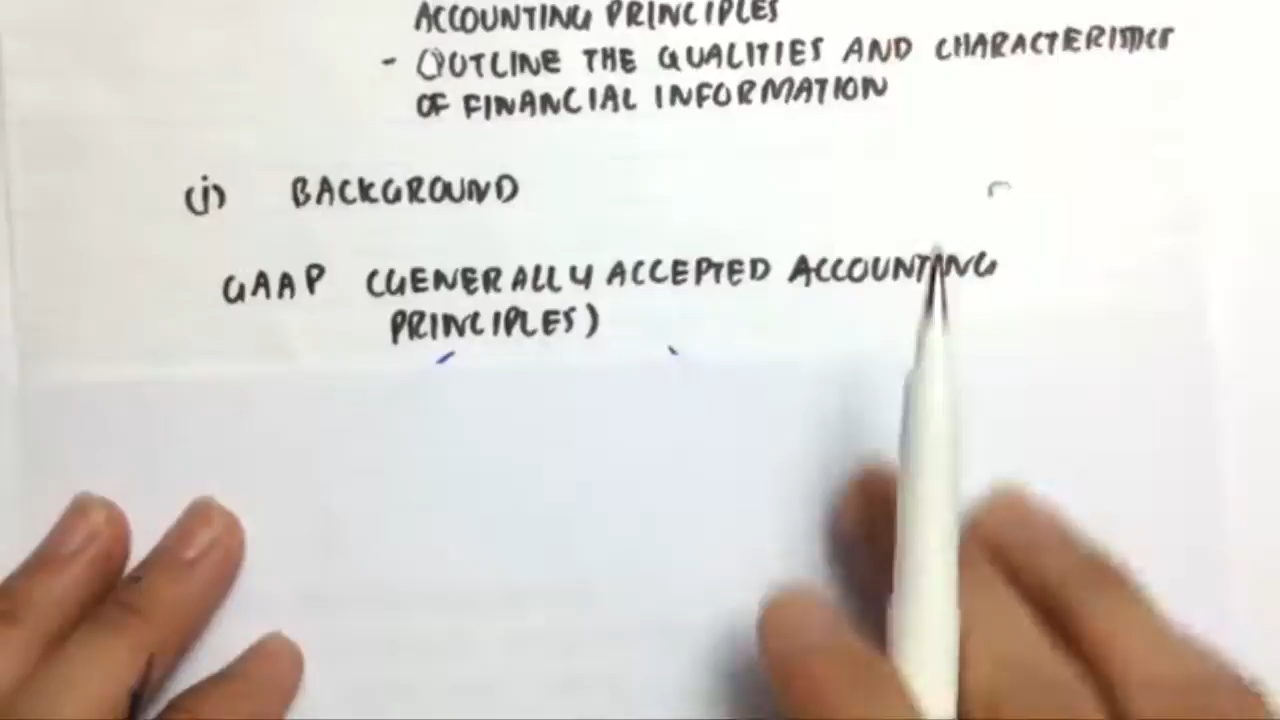 ACCOUNTING PRINCIPLES
- OUTLINE THE QUALITIES AND CHARACTERISTICS
OF FINANCIAL INFORMATION
(i) BACKGROUND
GAAP (GENERALLY ACCEPTED ACCOUNTING
PRINCIPLES)